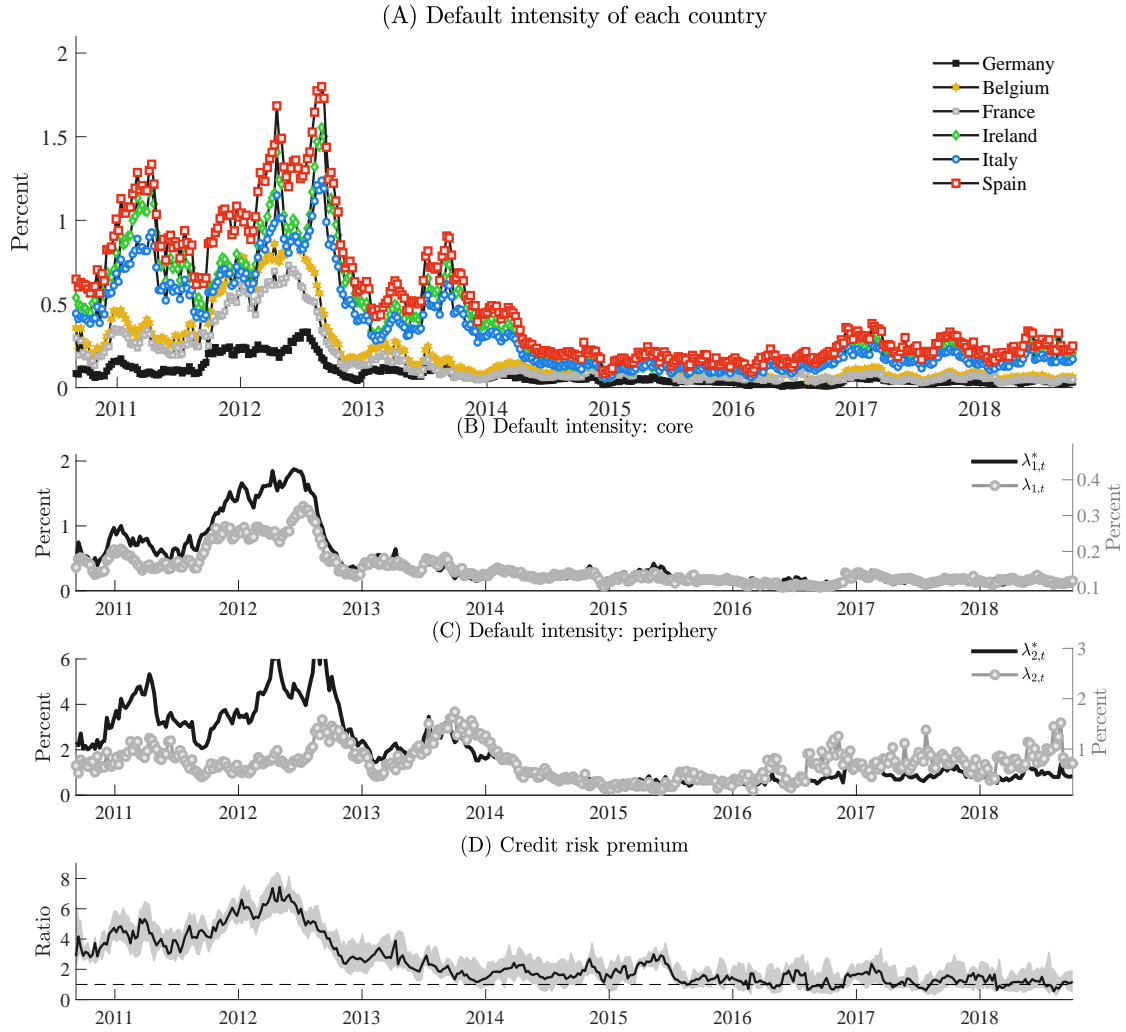 (A) Default intensity of each country
Percent
2
1.5
1
0.5
0
Germany
Belgium
France
Ireland
Italy
Spain
2011 2012 2013 2014 2015 2016 2017 2018
(B) Default intensity: core
Percent
2
1
0
λ*1,t
λ1,t
0.4
0.3
0.2
0.1
Percent
2011 2012 2013 2014 2015 2016 2017 2018
(C) Default intensity: periphery
Percent
6
4
2
0
λ*2,t
λ2,t
3
2
1
Percent
2011 2012 2013 2014 2015 2016 2017 2018
(D) Credit risk premium
Ratio
8
6
4
2
0
2011 2012 2013 2014 2015 2016 2017 2018